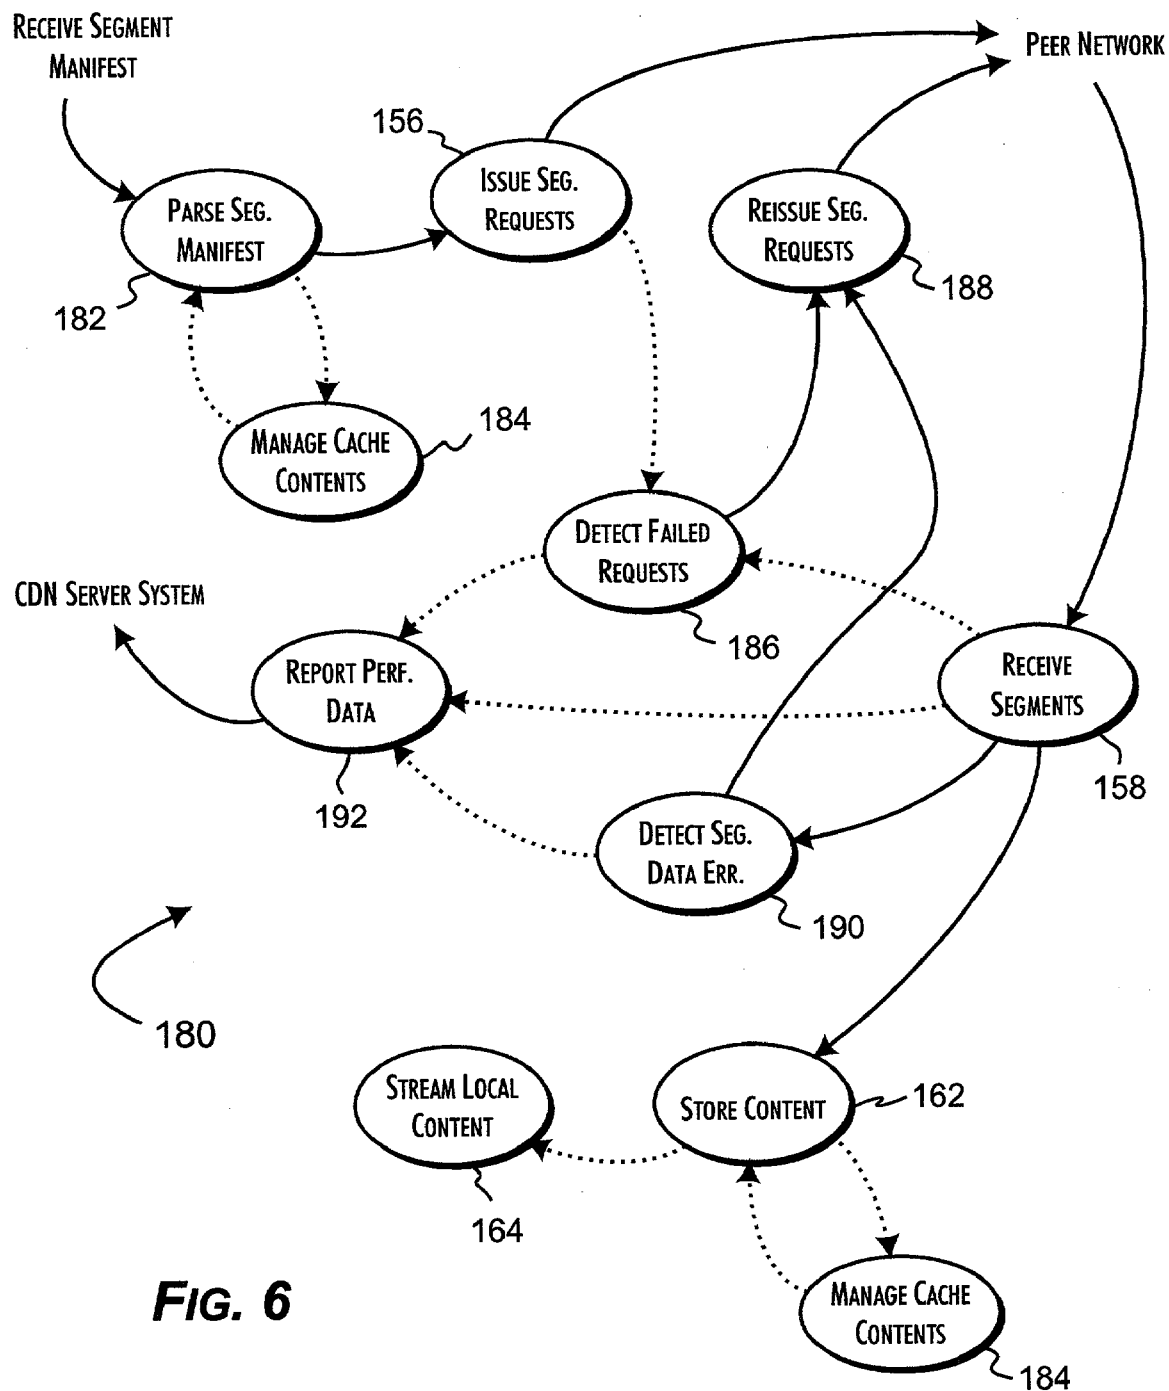 RECEIVE SEGMENT
MANIFEST
PEER NETWORK
156
ISSUE SEG.
REQUESTS
PARSE SEG.
MANIFEST
REISSUE SEG.
REQUESTS
182
188
MANAGE CACHE
CONTENTS
184
DETECT FAILED
REQUESTS
186
CDN SERVER SYSTEM
REPORT PERF.
DATA
192
RECEIVE
SEGMENTS
158
DETECT SEG.
DATA ERR.
190
180
STREAM LOCAL
CONTENT
164
STORE CONTENT
162
MANAGE CACHE
CONTENTS
184
FIG. 6